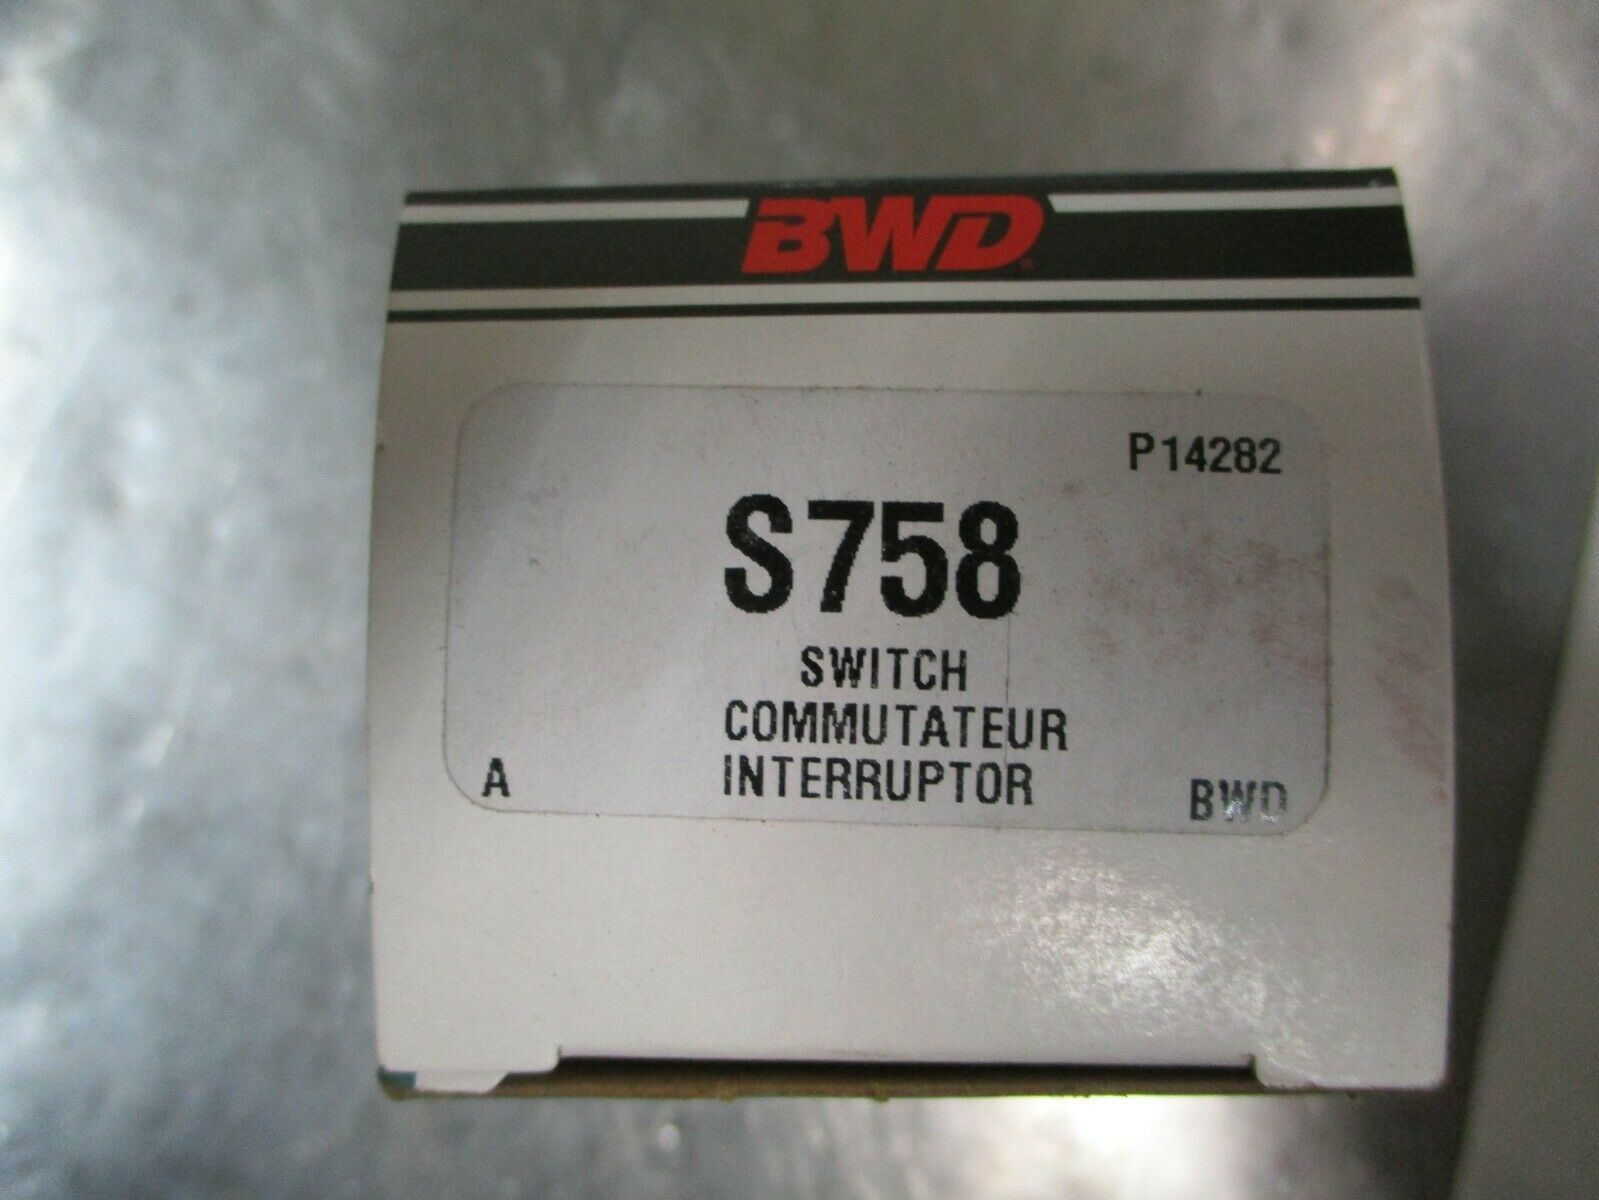 BWD
P14282
S758
SWITCH
COMMUTATEUR
INTERRUPTOR
A
BWD